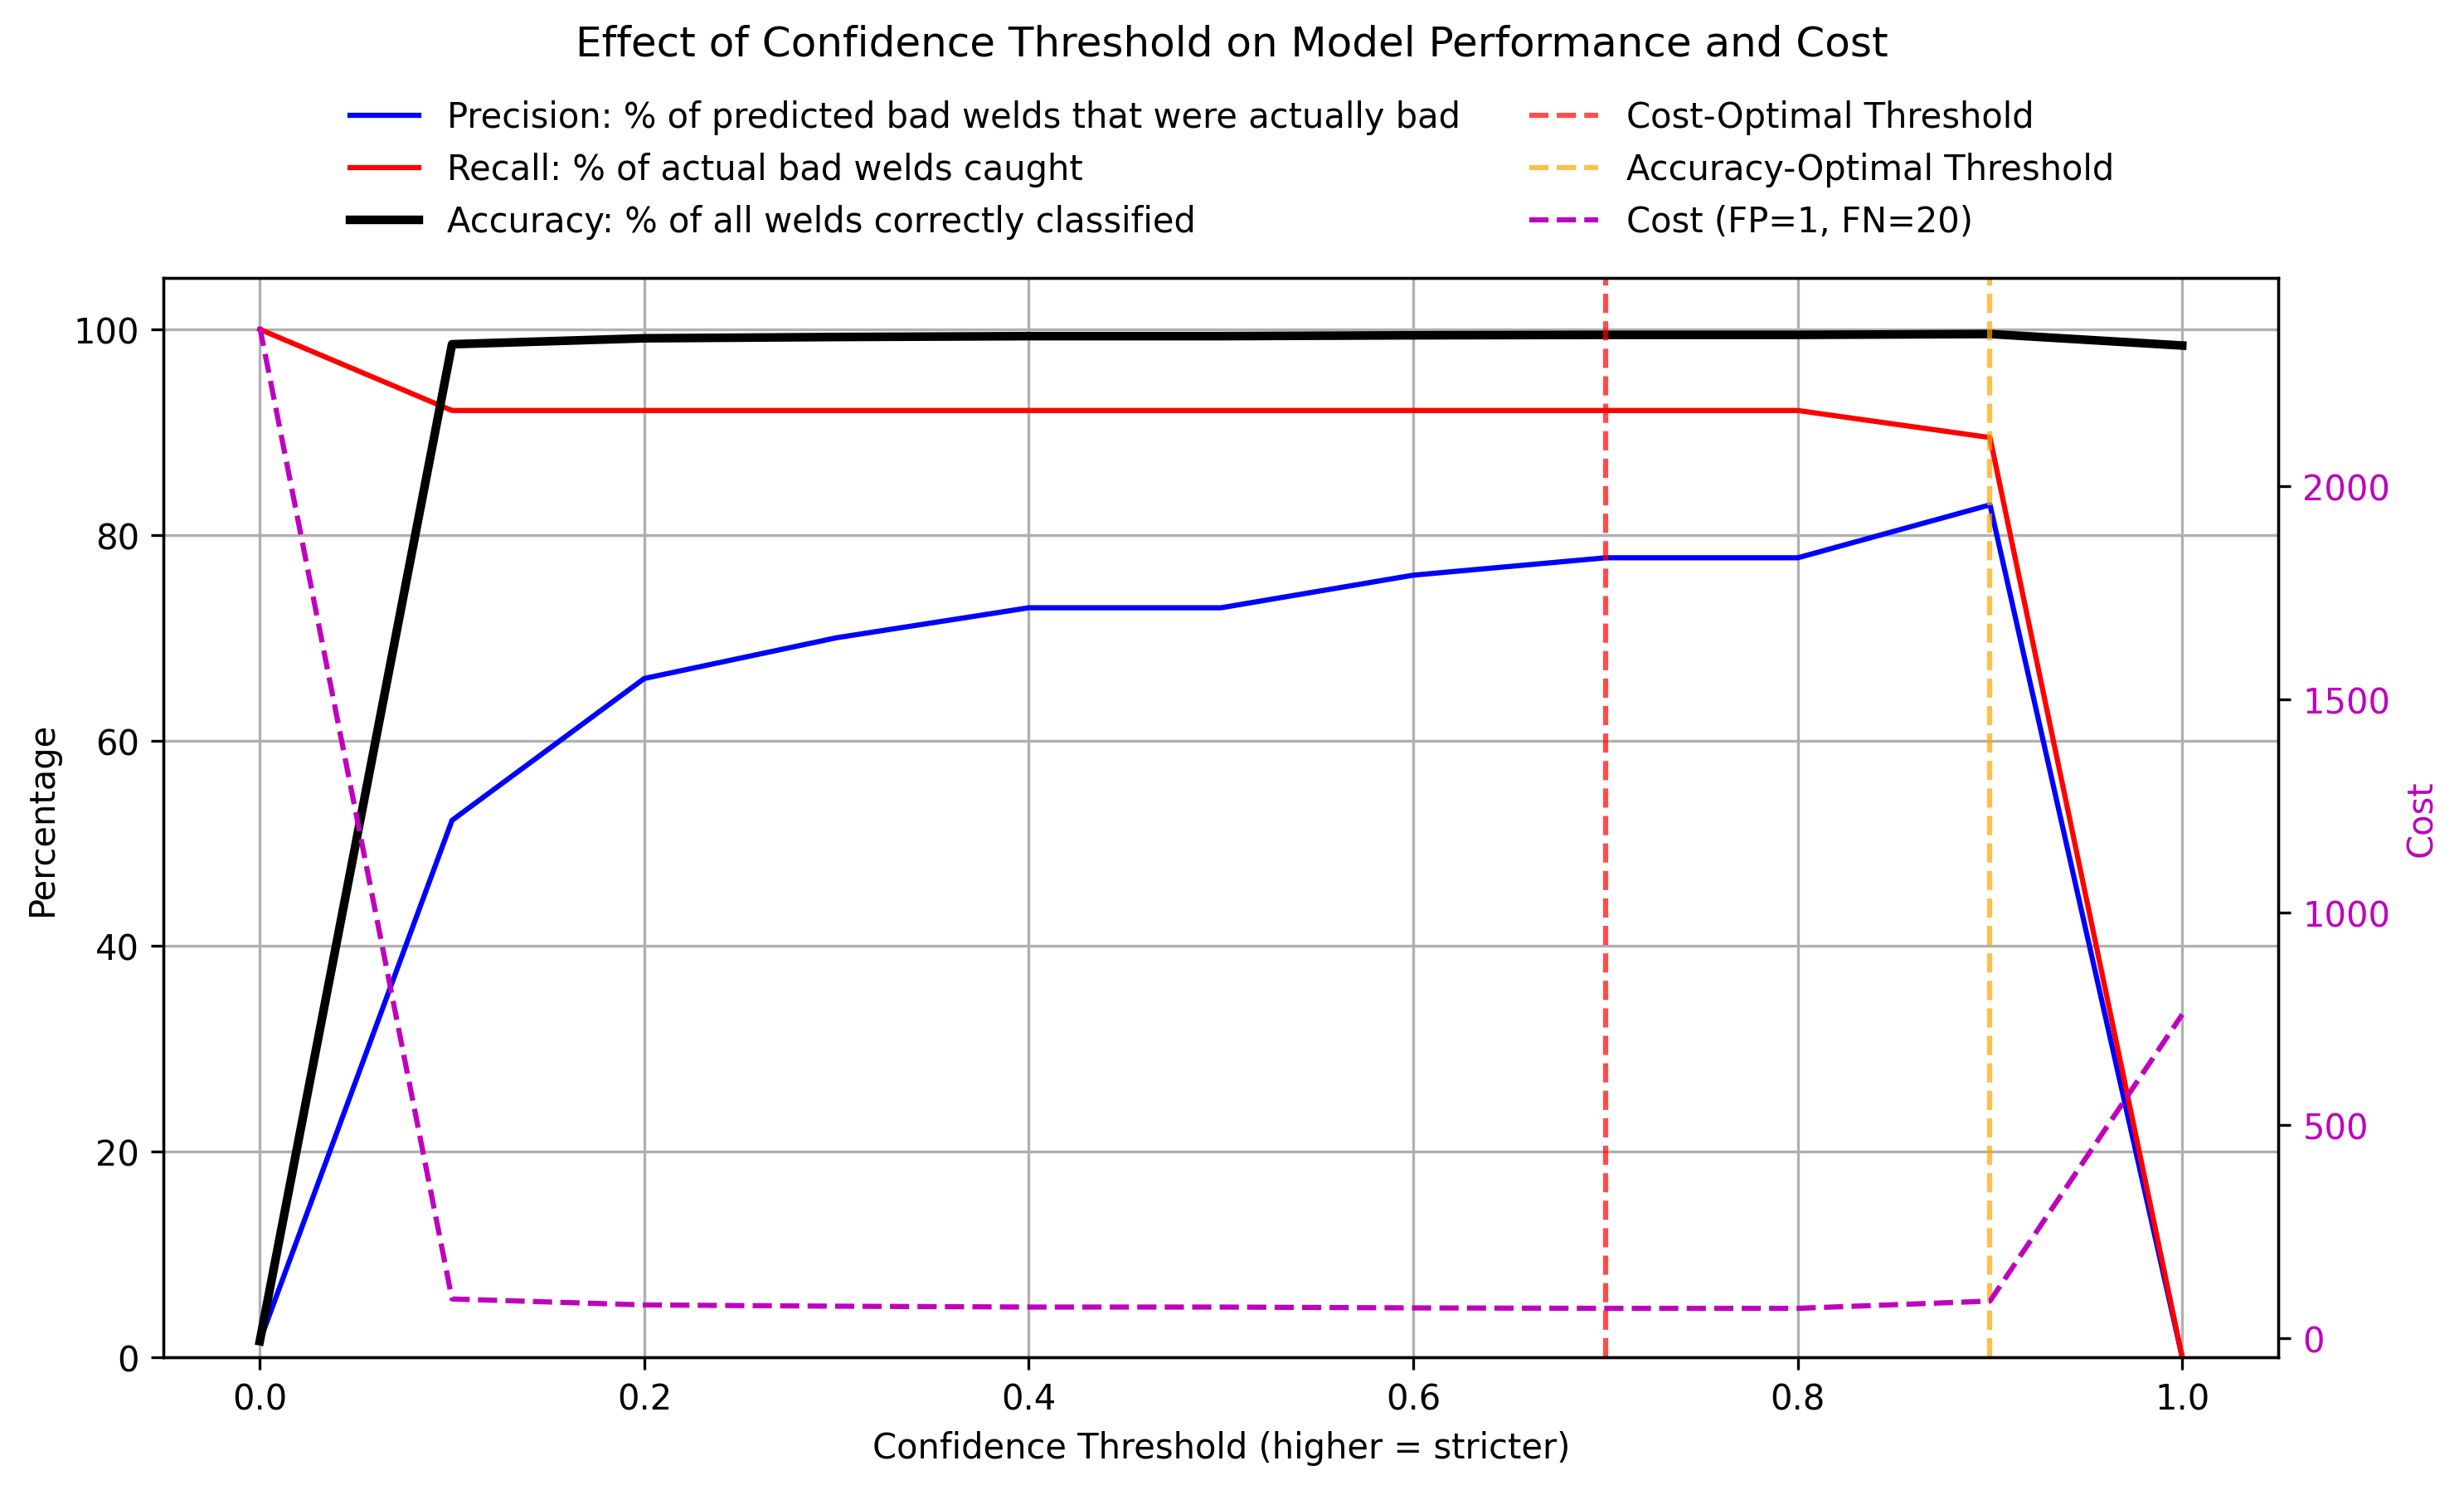 Effect of Confidence Threshold on Model Performance and Cost
Precision: % of predicted bad welds that were actually bad
Recall: % of actual bad welds caught
Accuracy: % of all welds correctly classified
Cost-Optimal Threshold
Accuracy-Optimal Threshold
Cost (FP=1, FN=20)
100
80
60
40
20
0
Percentage
2000
1500
1000
500
0
Cost
0.0
0.2
0.4
0.6
0.8
1.0
Confidence Threshold (higher = stricter)